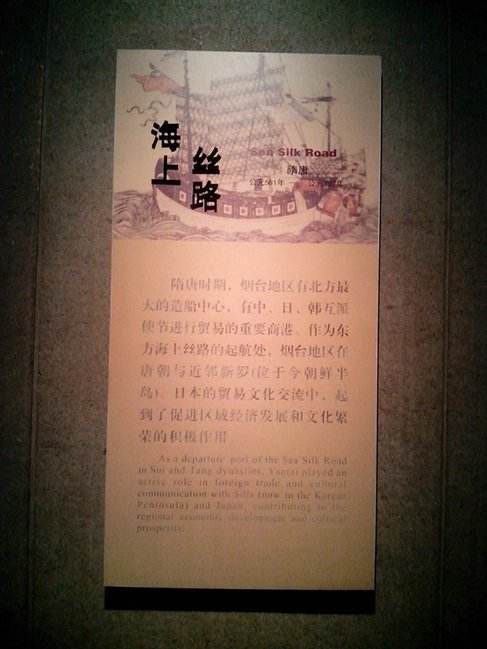 海上
丝路
Sea Silk Road
隋唐
公元581年
隋唐时期，烟台地区有北方最
大的造船中心，有中、日、韩互派
使节进行贸易的重要商港。作为东
方海上丝路的起航处，烟台地区在
唐朝与近邻新罗(位于今朝鲜半
岛)、日本的贸易文化交流中，起
到了促进区域经济发展和文化繁
荣的积极作用
As a departure port of the Sea Silk Road
in Sui and Tang dynasties, Yantai played an
active role in foreign trade and cultural
communication with Silla (now in the Korean
Peninsula) and Japan, contributing to the
regional economic development and cultural
prosperity.